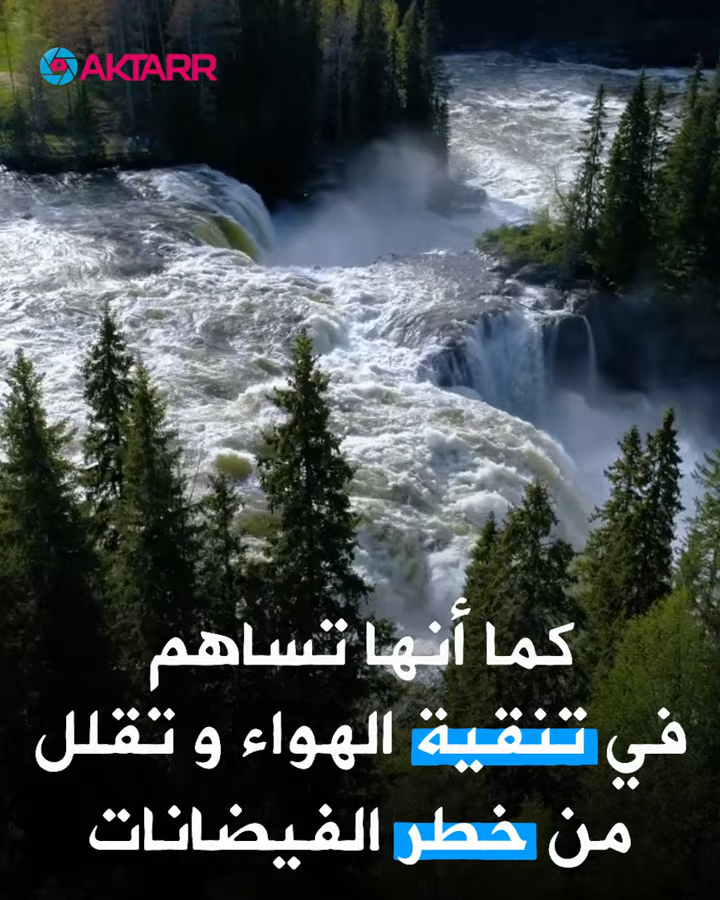 AKTARR
كما أنها تساهم
في تنقية الهواء و تقلل
من خطر الفيضانات